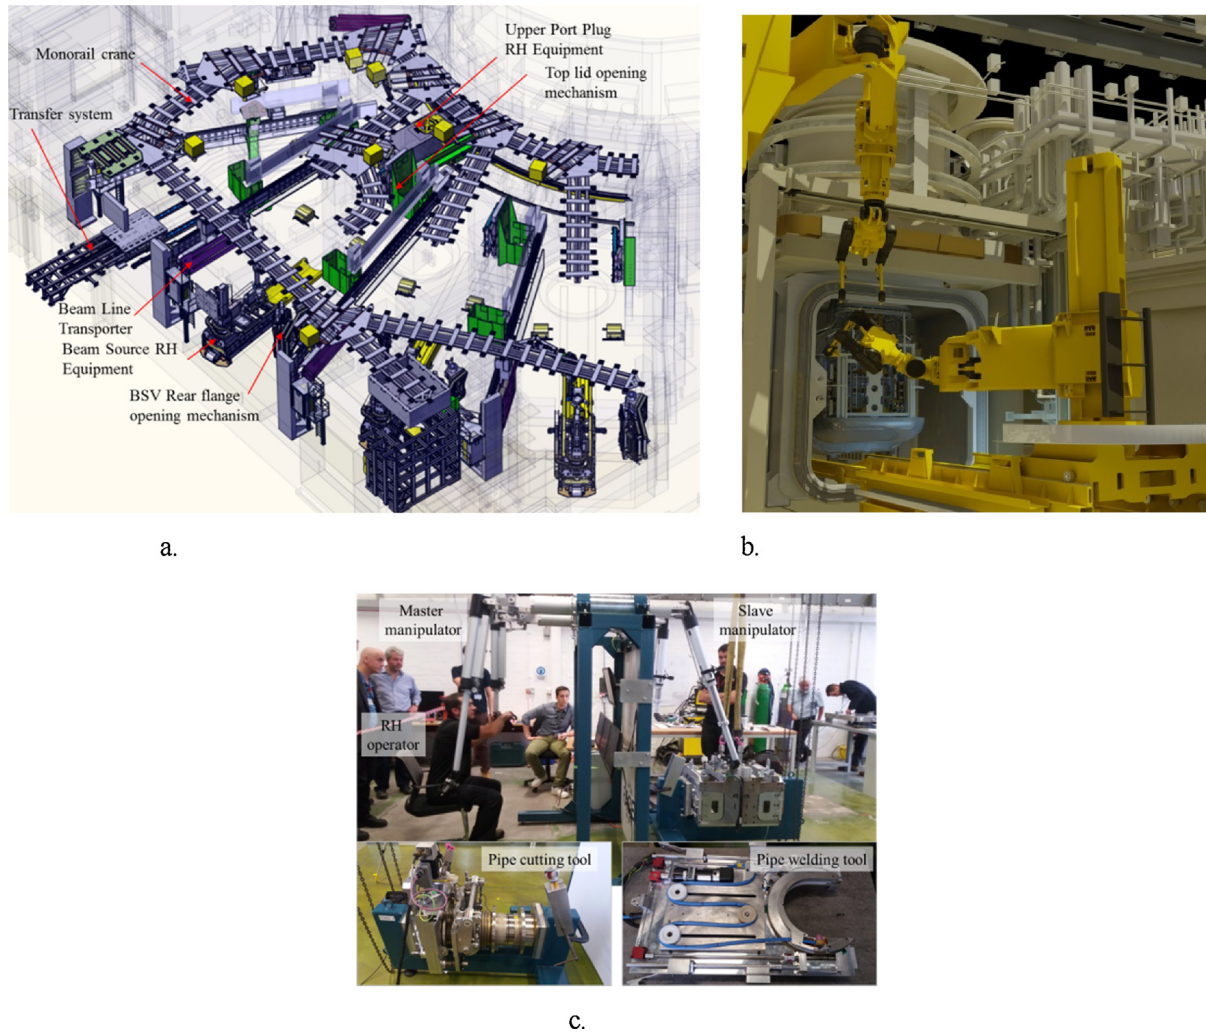 Monorail crane
Transfer system
Upper Port Plug
RH Equipment
Top lid opening
mechanism
Beam Line
Transporter
Beam Source RH
Equipment
BSV Rear flange
opening mechanism
a.
b.
Master
manipulator
Slave
manipulator
RH
operator
Pipe cutting tool
Pipe welding tool
c.